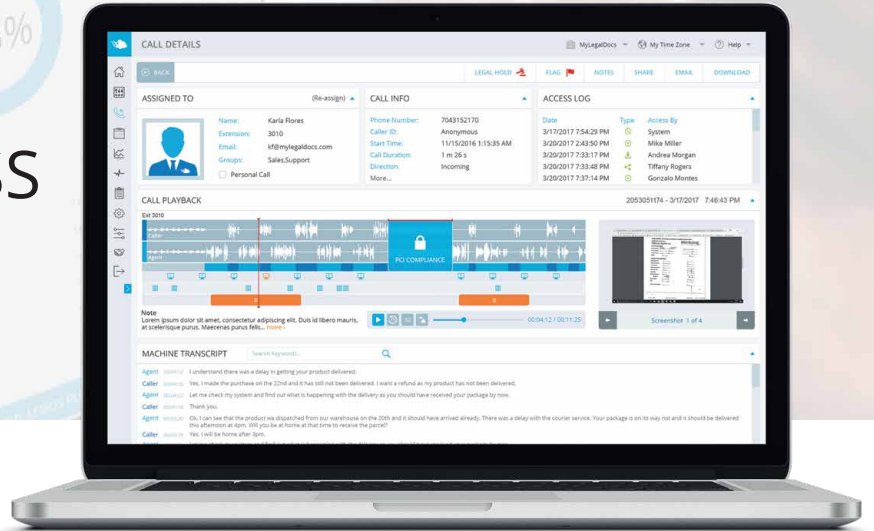 %
SS
CALL DETAILS
MyLegalDocs
My Time Zone
Help
BACK
LEGAL HOLD
FLAG
NOTES
SHARE
EMAIL
DOWNLOAD
ASSIGNED TO
(Re-assign)
Name: Karla Flores
Extension: 3010
Email: kf@mylegaldocs.com
Groups: Sales,Support
Personal Call
CALL INFO
Phone Number: 7043152170
Caller ID: Anonymous
Start Time: 11/15/2016 1:15:35 AM
Call Duration: 1 m 26 s
Direction: Incoming
More...
ACCESS LOG
Date Type Access By
3/17/2017 7:54:29 PM System
3/20/2017 2:43:50 PM Mike Miller
3/20/2017 7:33:17 PM Andrea Morgan
3/20/2017 7:33:48 PM Tiffany Rogers
3/20/2017 7:37:14 PM Gonzalo Montes
CALL PLAYBACK
2053051174 - 3/17/2017 7:46:43 PM
Ext 3010
Caller
Agent
PCI COMPLIANCE
Note
Lorem ipsum dolor sit amet, consectetur adipiscing elit. Duis id libero mauris,
at scelerisque purus. Maecenas purus felis... more ›
00:04:12 / 00:11:25
Screenshot 1 of 4
MACHINE TRANSCRIPT
Search Keywords...
Agent I understand there was a delay in getting your product delivered.
Caller Yes, I made the purchase on the 22nd and it has still not been delivered. I want a refund as my product has not been delivered.
Agent Let me check my system and find out what is happening with the delivery as you should have received your package by now.
Caller Thank you.
Agent Ok, I can see that the product wa dispatched from our warehouse on the 20th and it should have arrived already. There was a delay with the courier service. Your package is on its way not and it should be delivered
this afternoon at 4pm. Will you be at home at that time to receive the parcel?
Caller Yes, I will be home after 3pm.